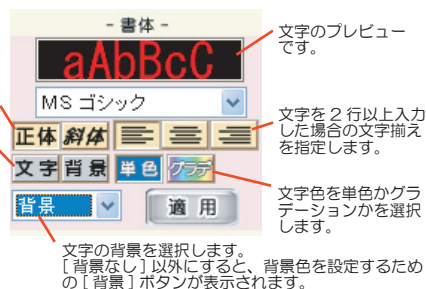 - 書体 -
aAbBcC
文字のプレビュー
です。
MS ゴシック
正体 斜体
文字を２行以上入力
した場合の文字揃え
を指定します。
文字 背景 単色 グラデ
文字色を単色かグラ
デーションかを選択
します。
背景
適用
文字の背景を選択します。
[ 背景なし ] 以外にすると、背景色を設定するため
の [ 背景 ] ボタンが表示されます。